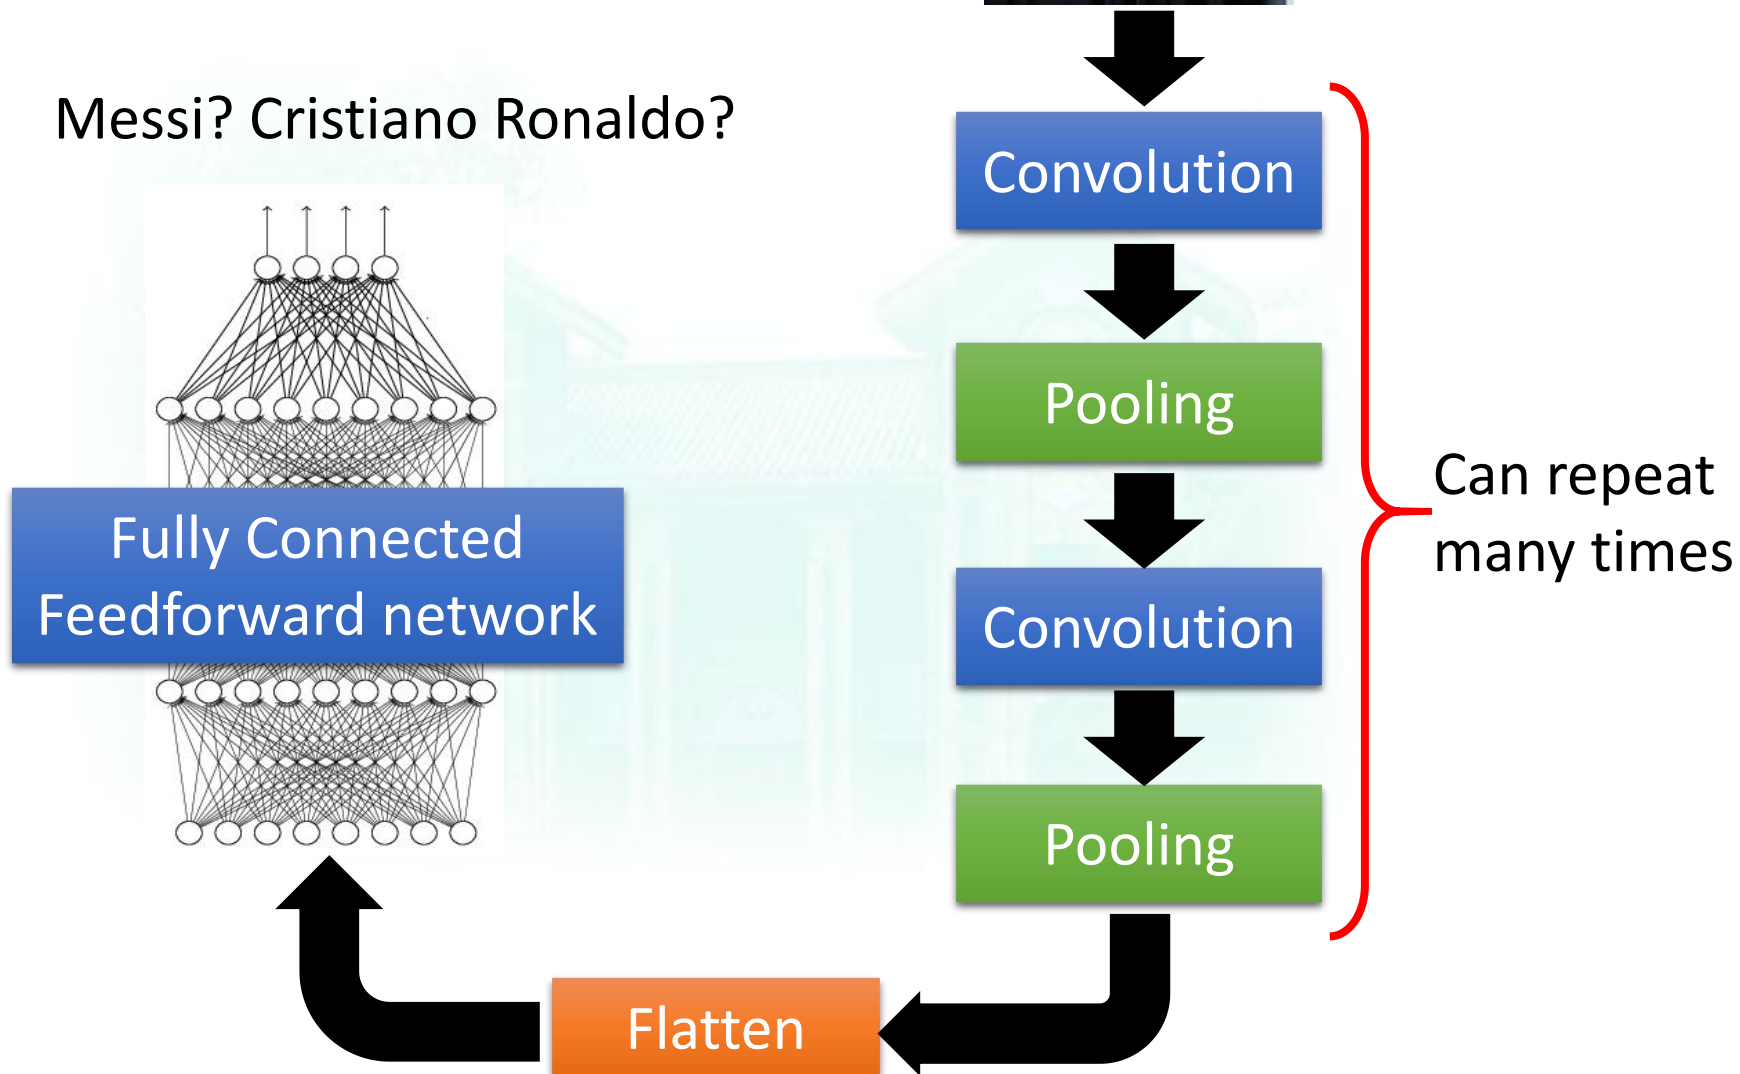 Messi? Cristiano Ronaldo?
Convolution
Pooling
Convolution
Pooling
Can repeat
many times
Flatten
Fully Connected
Feedforward network